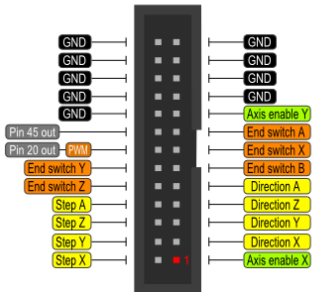 GND GND
GND GND
GND GND
GND GND
GND Axis enable Y
Pin 45 out End switch A
Pin 20 out PWM End switch X
End switch Y End switch B
End switch Z Direction A
Step A Direction Z
Step Z Direction Y
Step Y Direction X
Step X 1 Axis enable X